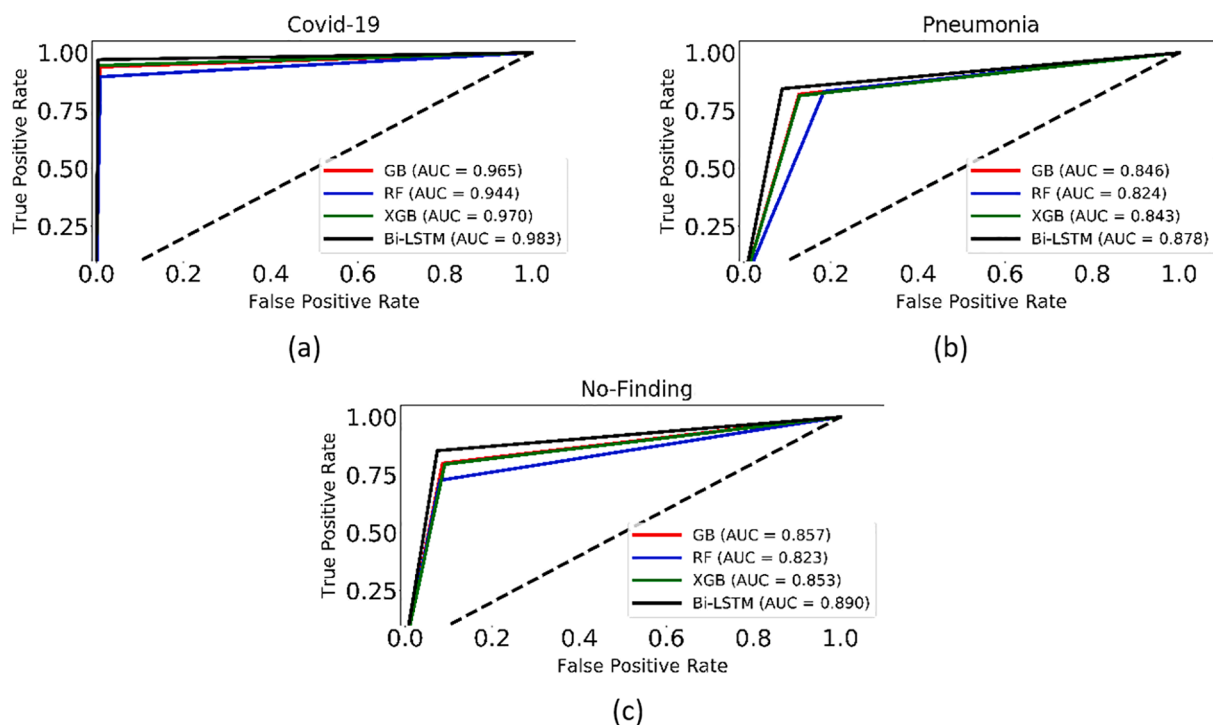 Covid-19
True Positive Rate
1.00
0.75
0.50
0.25
GB (AUC = 0.965)
RF (AUC = 0.944)
XGB (AUC = 0.970)
Bi-LSTM (AUC = 0.983)
0.0 0.2 0.4 0.6 0.8 1.0
False Positive Rate
(a)
Pneumonia
True Positive Rate
1.00
0.75
0.50
0.25
GB (AUC = 0.846)
RF (AUC = 0.824)
XGB (AUC = 0.843)
Bi-LSTM (AUC = 0.878)
0.0 0.2 0.4 0.6 0.8 1.0
False Positive Rate
(b)
No-Finding
True Positive Rate
1.00
0.75
0.50
0.25
GB (AUC = 0.857)
RF (AUC = 0.823)
XGB (AUC = 0.853)
Bi-LSTM (AUC = 0.890)
0.0 0.2 0.4 0.6 0.8 1.0
False Positive Rate
(c)